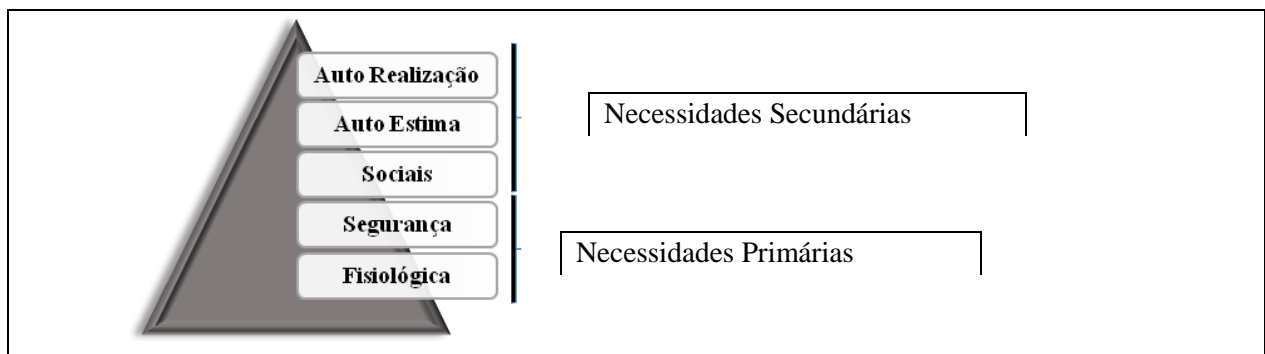 Auto Realização
Auto Estima
Sociais
Segurança
Fisiológica
Necessidades Secundárias
Necessidades Primárias